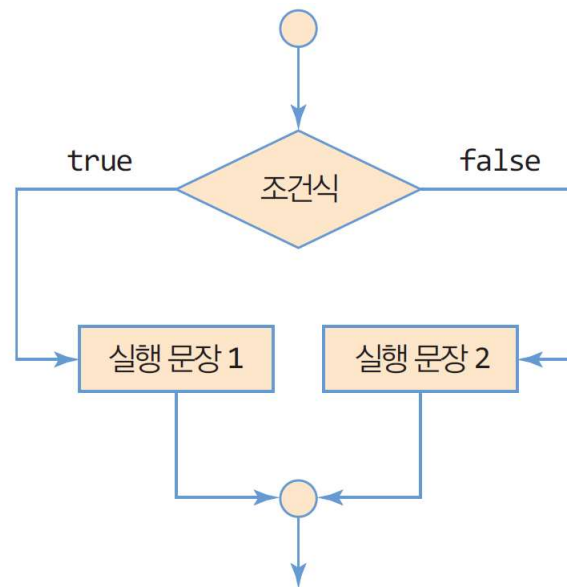 조건식
true
false
실행 문장 1
실행 문장 2